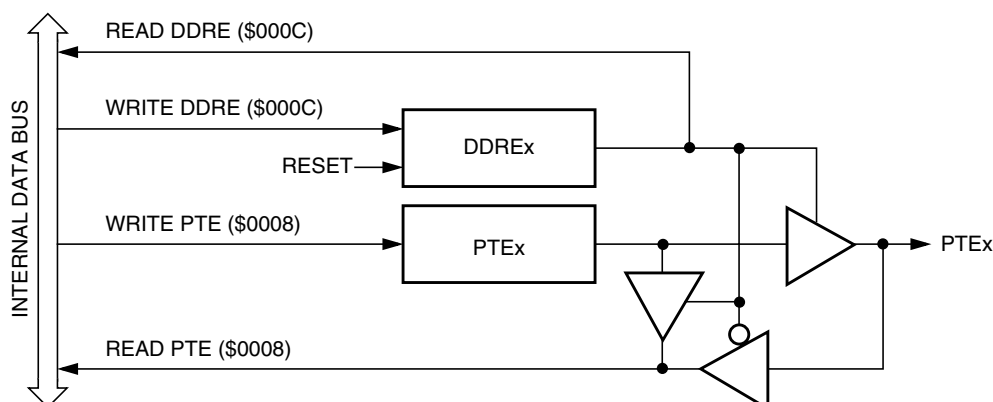 READ DDRE ($000C)
WRITE DDRE ($000C)
DDREx
RESET
INTERNAL DATA BUS
WRITE PTE ($0008)
PTEx
PTEx
READ PTE ($0008)